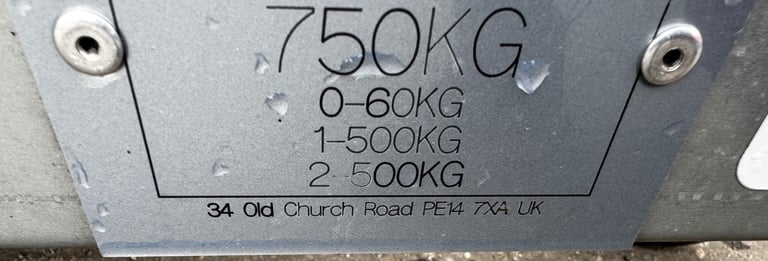 750KG
0-60KG
1-500KG
2-500KG
34 Old Church Road PE14 7XA UK